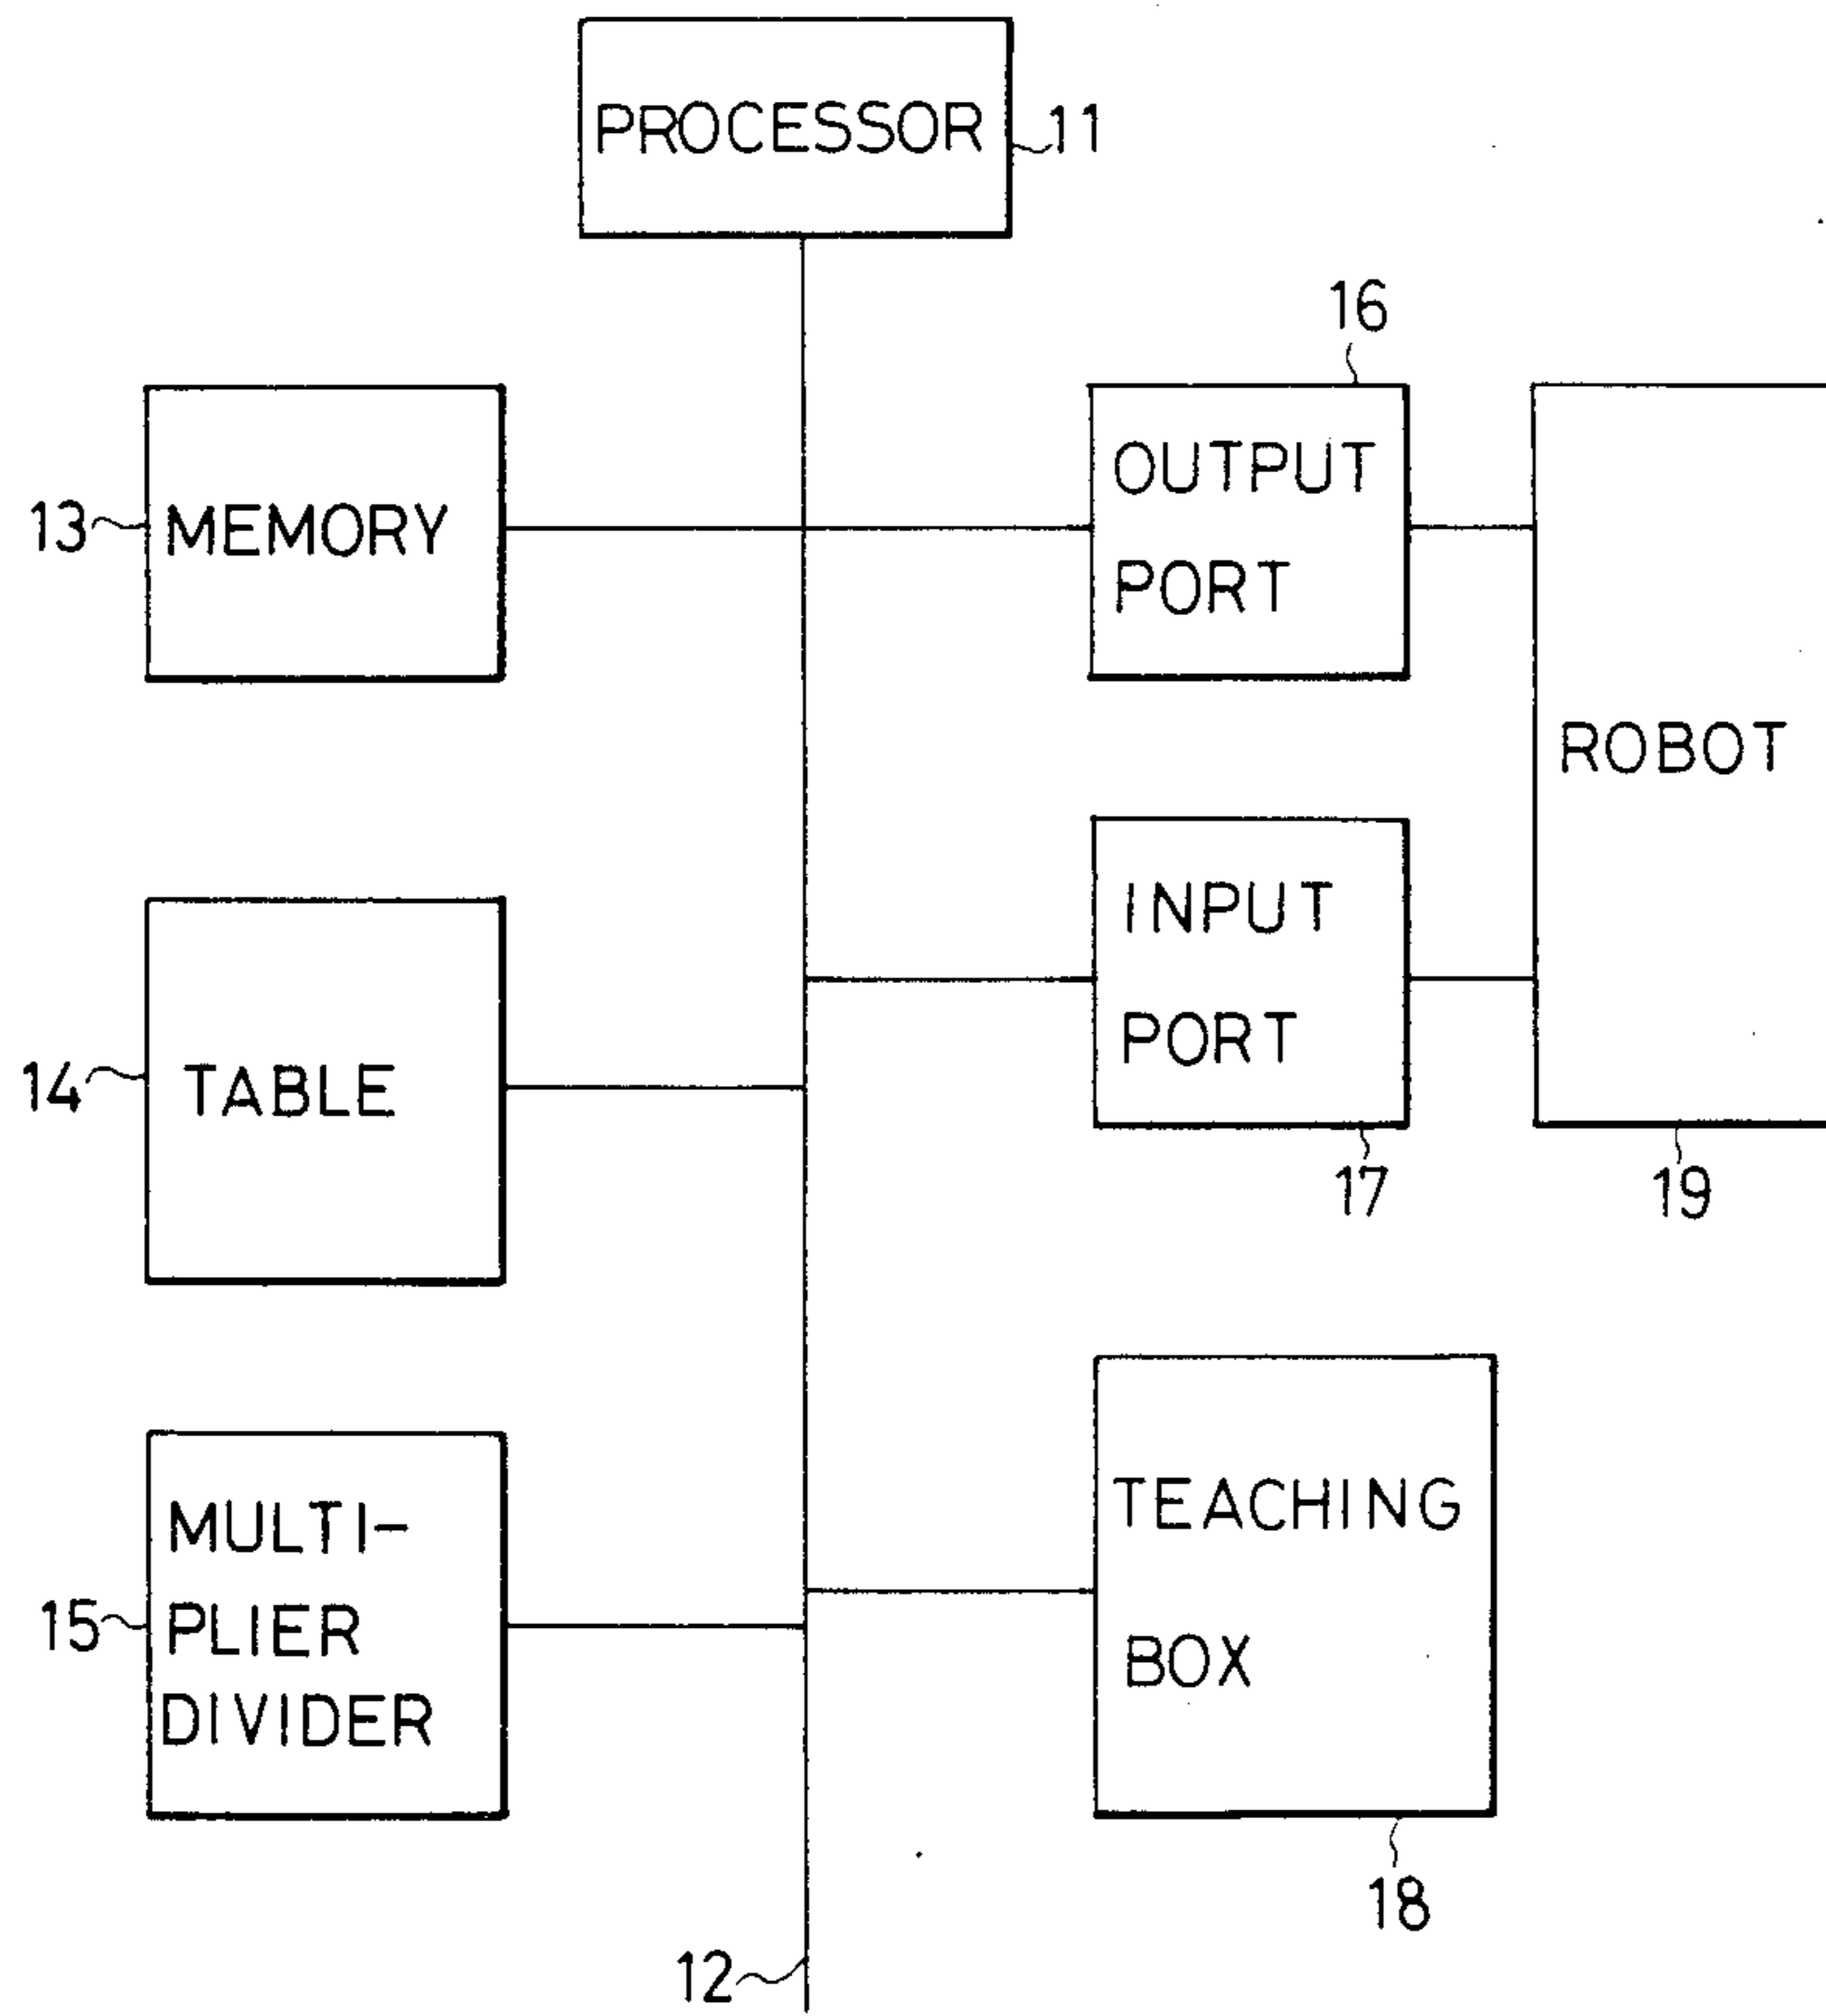 PROCESSOR
11
16
13
MEMORY
OUTPUT
PORT
ROBOT
INPUT
PORT
14
TABLE
17
19
MULTI-
15
PLIER
DIVIDER
TEACHING
BOX
18
12